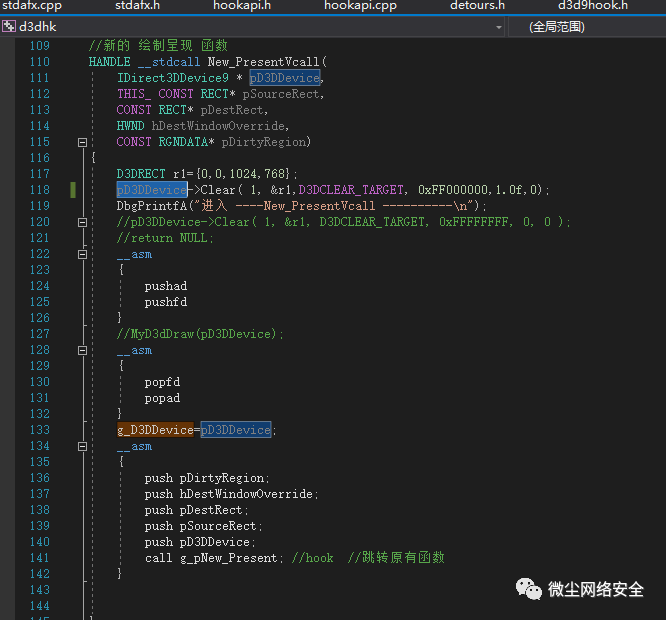 stdafx.cpp stdafx.h hookapi.h hookapi.cpp detours.h d3d9hook.h
d3dhk (全局范围)
109 //新的 绘制呈现 函数
110 HANDLE __stdcall New_PresentVcall(
111 IDirect3DDevice9 * pD3DDevice,
112 THIS_ CONST RECT* pSourceRect,
113 CONST RECT* pDestRect,
114 HWND hDestWindowOverride,
115 CONST RGNDATA* pDirtyRegion)
116 {
117 D3DRECT r1={0,0,1024,768};
118 pD3DDevice->Clear( 1, &r1,D3DCLEAR_TARGET, 0xFF000000,1.0f,0);
119 DbgPrintfA("进入 ----New_PresentVcall ----------\n");
120 //pD3DDevice->Clear( 1, &r1, D3DCLEAR_TARGET, 0xFFFFFFFF, 0, 0 );
121 //return NULL;
122 __asm
123 {
124 pushad
125 pushfd
126 }
127 //MyD3dDraw(pD3DDevice);
128 __asm
129 {
130 popfd
131 popad
132 }
133 g_D3DDevice=pD3DDevice;
134 __asm
135 {
136 push pDirtyRegion;
137 push hDestWindowOverride;
138 push pDestRect;
139 push pSourceRect;
140 push pD3DDevice;
141 call g_pNew_Present; //hook //跳转原有函数
142 }
143
144
微尘网络安全